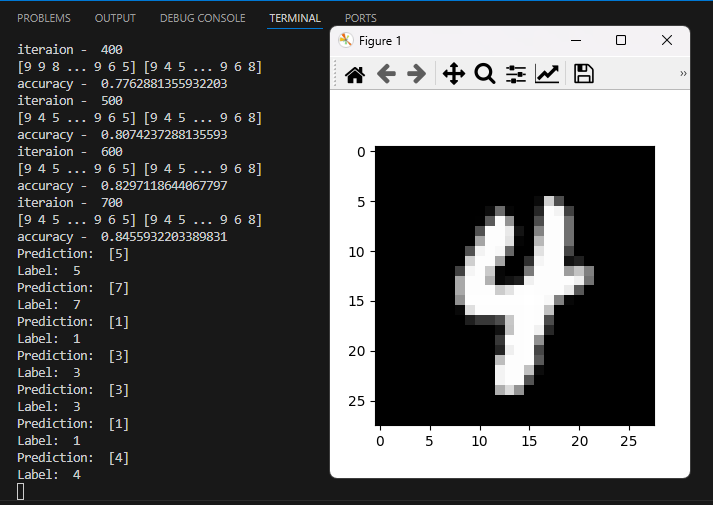 PROBLEMS OUTPUT DEBUG CONSOLE TERMINAL PORTS
iteraion - 400
[9 9 8 ... 9 6 5] [9 4 5 ... 9 6 8]
accuracy - 0.7762881355932203
iteraion - 500
[9 4 5 ... 9 6 5] [9 4 5 ... 9 6 8]
accuracy - 0.8074237288135593
iteraion - 600
[9 4 5 ... 9 6 5] [9 4 5 ... 9 6 8]
accuracy - 0.8297118644067797
iteraion - 700
[9 4 5 ... 9 6 5] [9 4 5 ... 9 6 8]
accuracy - 0.8455932203389831
Prediction: [5]
Label: 5
Prediction: [7]
Label: 7
Prediction: [1]
Label: 1
Prediction: [3]
Label: 3
Prediction: [3]
Label: 3
Prediction: [1]
Label: 1
Prediction: [4]
Label: 4
Figure 1
0
5
10
15
20
25
4
0 5 10 15 20 25